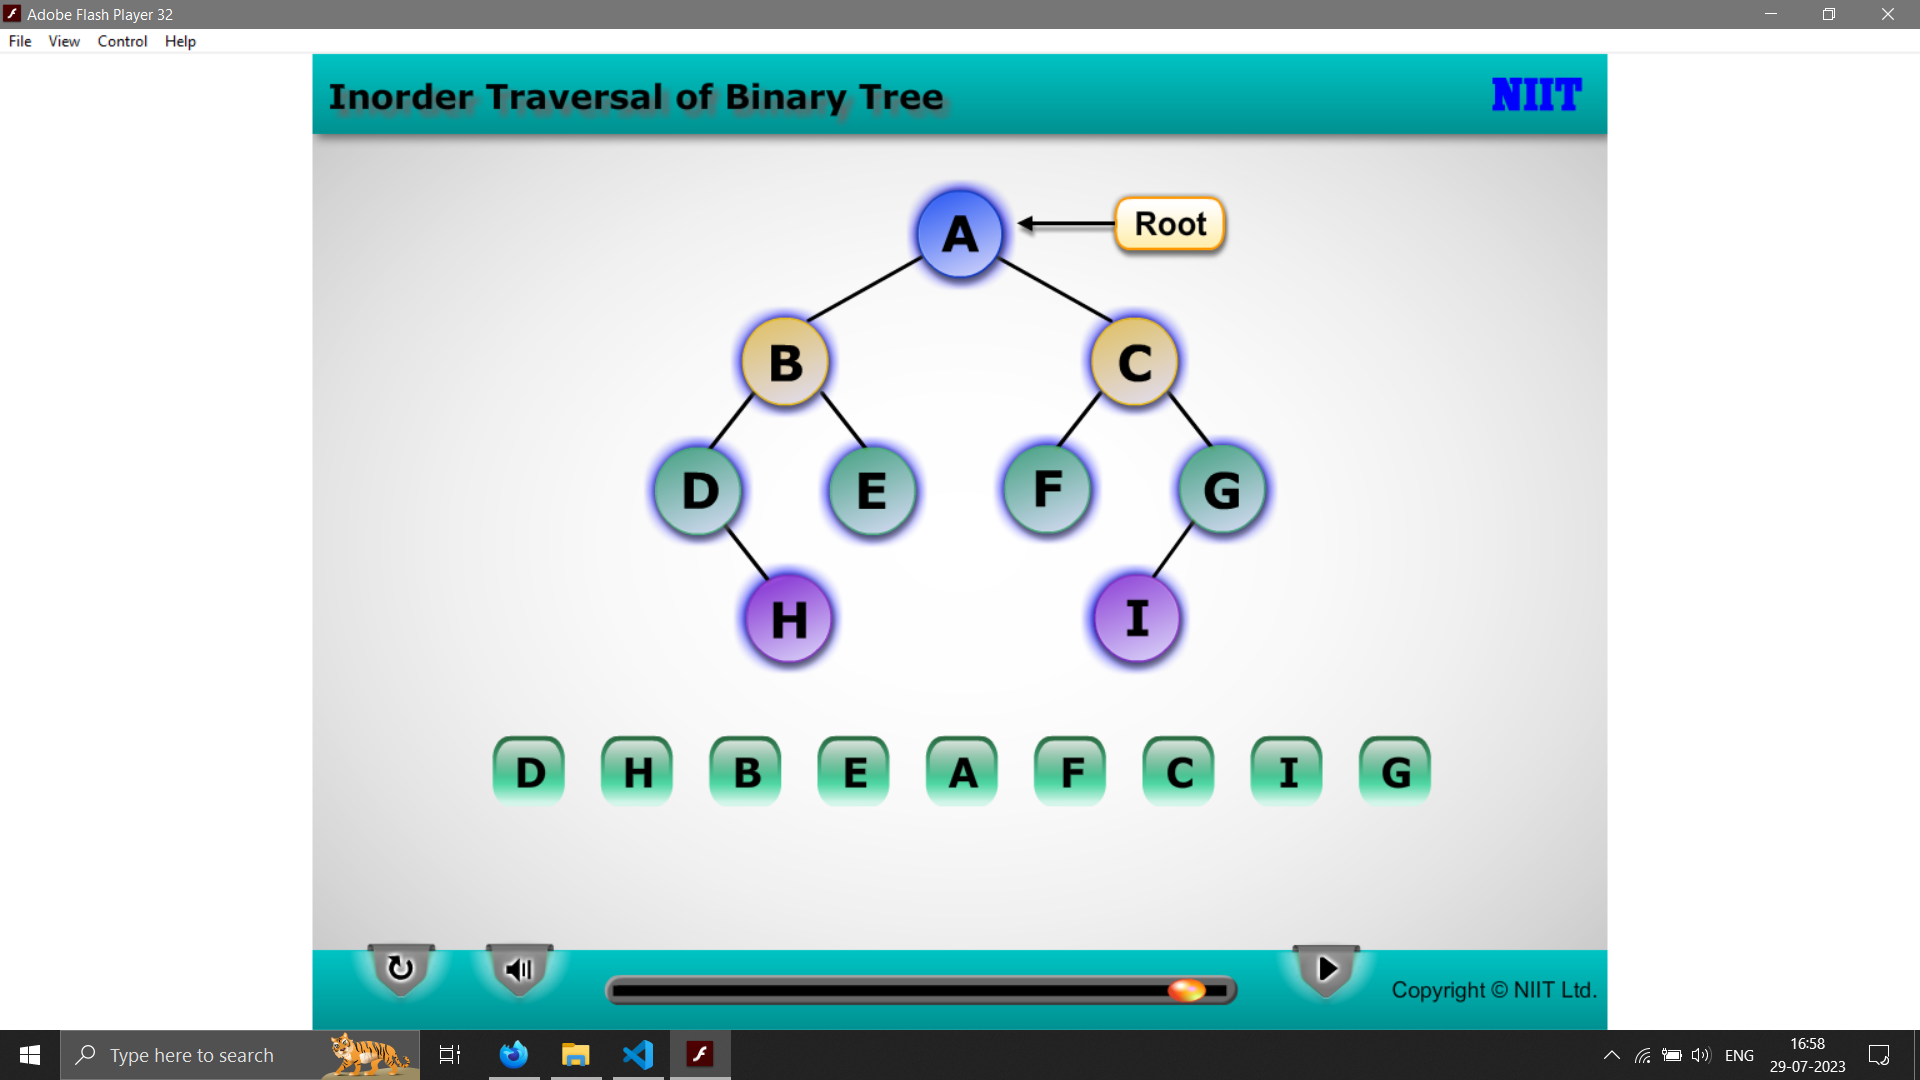 Adobe Flash Player 32
File View Control Help
Inorder Traversal of Binary Tree
NIIT
A
Root
B C
D E F G
H I
D H B E A F C I G
Copyright © NIIT Ltd.
Type here to search
ENG
16:58
29-07-2023